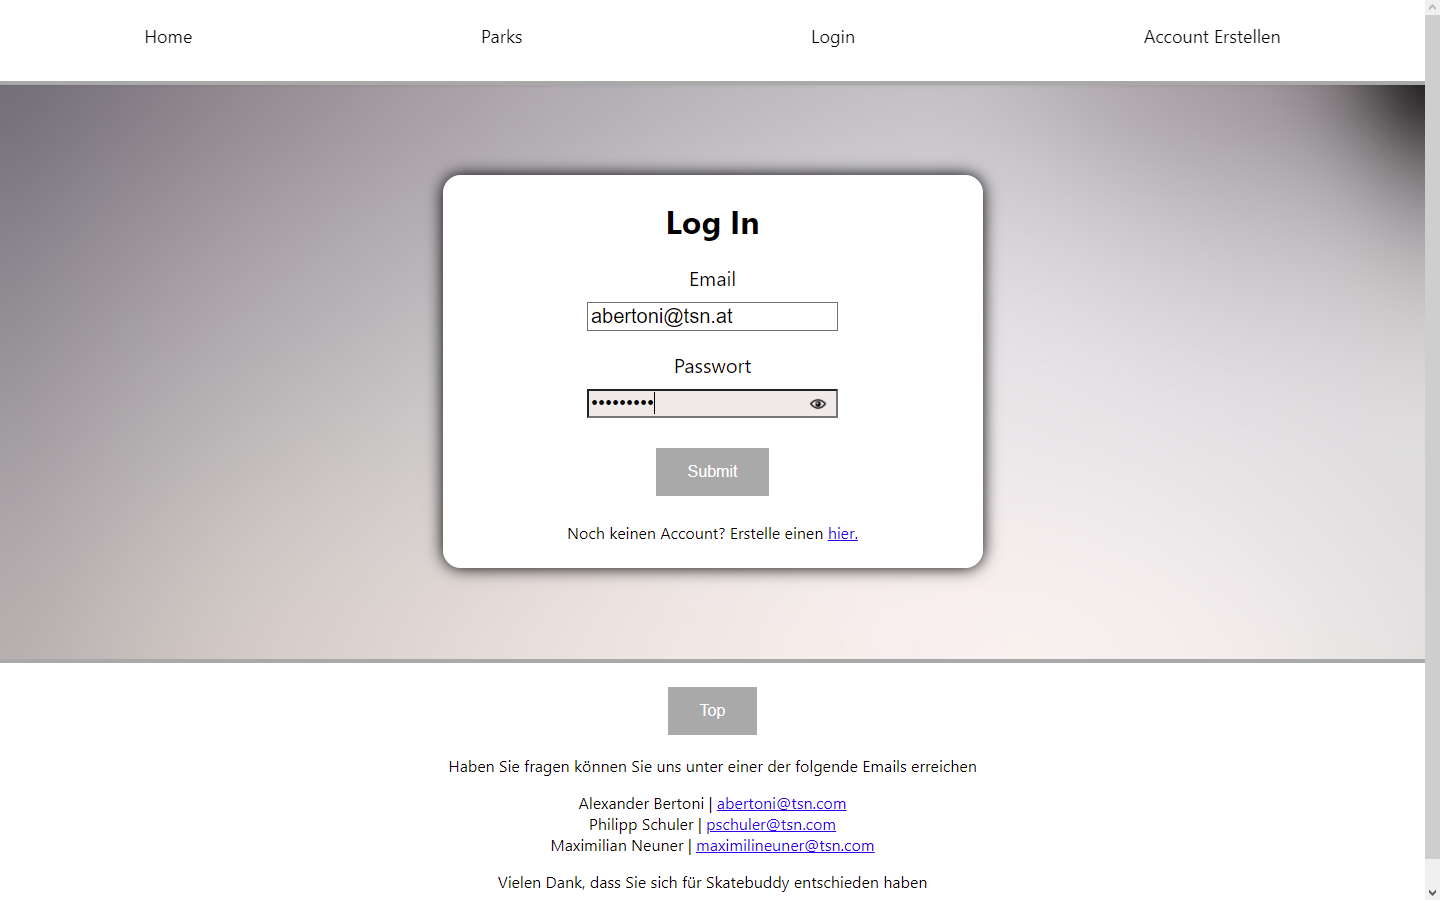 Home Parks Login Account Erstellen
Log In
Email
abertoni@tsn.at
Passwort
•••••••••
Submit
Noch keinen Account? Erstelle einen hier.
Top
Haben Sie fragen können Sie uns unter einer der folgende Emails erreichen
Alexander Bertoni | abertoni@tsn.com
Philipp Schuler | pschuler@tsn.com
Maximilian Neuner | maximilineuner@tsn.com
Vielen Dank, dass Sie sich für Skatebuddy entschieden haben